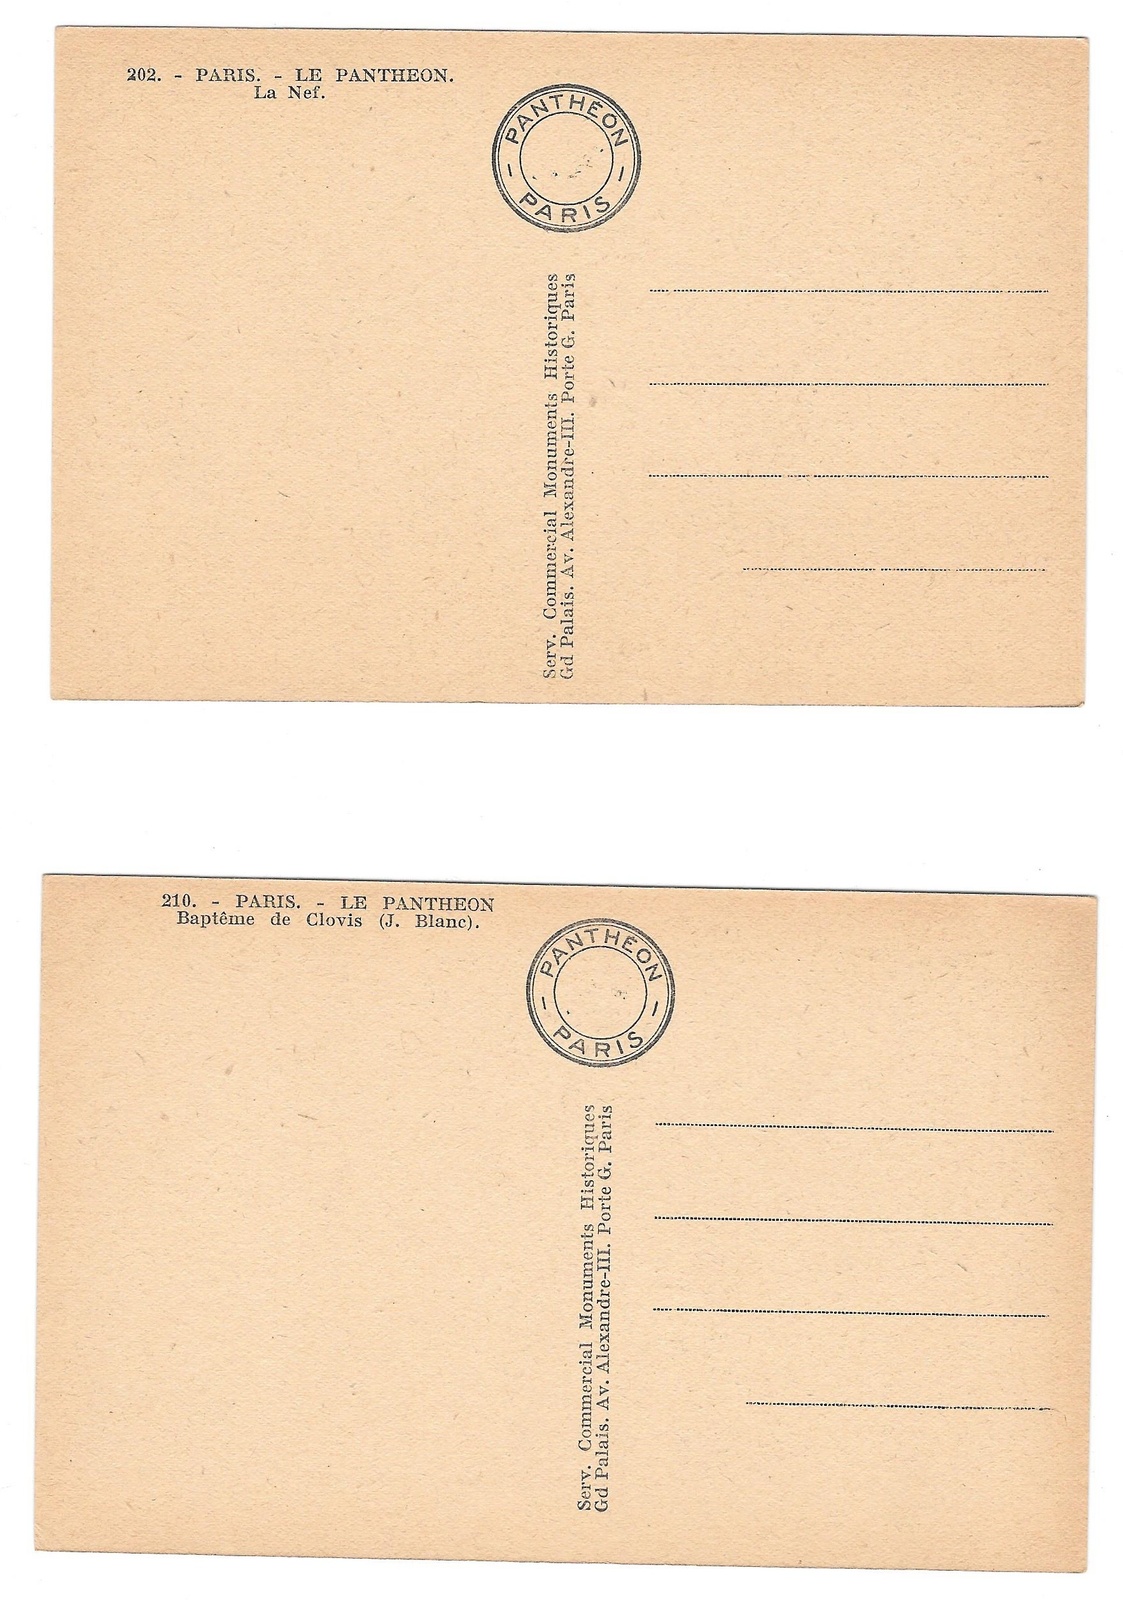 202. - PARIS. - LE PANTHEON.
La Nef.
PANTHÉON
- PARIS -
Serv. Commercial Monuments Historiques
Gd Palais. Av. Alexandre-III. Porte G. Paris
210. - PARIS. - LE PANTHEON
Baptême de Clovis (J. Blanc).
PANTHÉON
- PARIS -
Serv. Commercial Monuments Historiques
Gd Palais. Av. Alexandre-III. Porte G. Paris